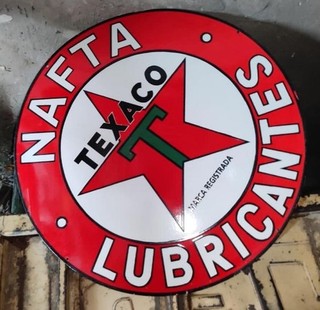 NAFTA
TEXACO
T
MARCA REGISTRADA
LUBRICANTES